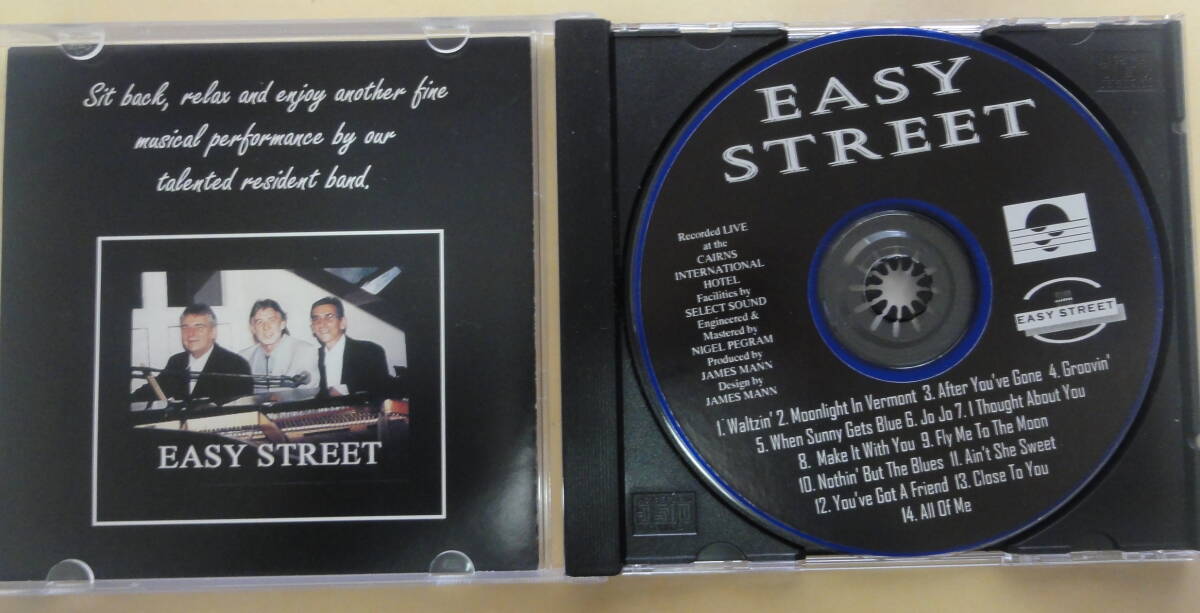 Sit back, relax and enjoy another fine
musical performance by our
talented resident band.
EASY STREET
EASY
STREET
Recorded LIVE
at the
CAIRNS
INTERNATIONAL
HOTEL
Facilities by
SELECT SOUND
Engineered &
Mastered by
NIGEL PEGRAM
Produced by
JAMES MANN
Design by
JAMES MANN
EASY STREET
1. Waltzin' 2. Moonlight In Vermont 3. After You've Gone 4. Groovin'
5. When Sunny Gets Blue 6. Jo Jo 7. I Thought About You
8. Make It With You 9. Fly Me To The Moon
10. Nothin' But The Blues 11. Ain't She Sweet
12. You've Got A Friend 13. Close To You
14. All Of Me